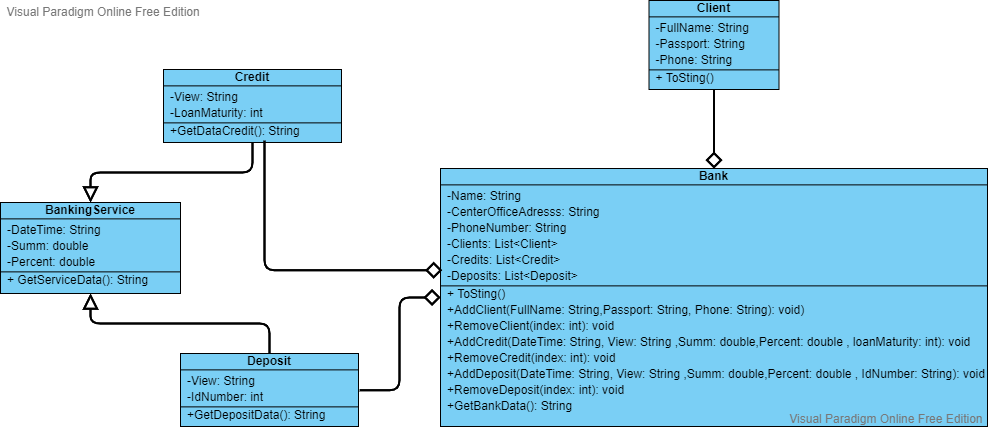 Visual Paradigm Online Free Edition
Client
-FullName: String
-Passport: String
-Phone: String
+ ToSting()
Credit
-View: String
-LoanMaturity: int
+GetDataCredit(): String
BankingService
-DateTime: String
-Summ: double
-Percent: double
+ GetServiceData(): String
Bank
-Name: String
-CenterOfficeAdresss: String
-PhoneNumber: String
-Clients: List<Client>
-Credits: List<Credit>
-Deposits: List<Deposit>
+ ToSting()
+AddClient(FullName: String,Passport: String, Phone: String): void)
+RemoveClient(index: int): void
+AddCredit(DateTime: String, View: String ,Summ: double,Percent: double , loanMaturity: int): void
+RemoveCredit(index: int): void
+AddDeposit(DateTime: String, View: String ,Summ: double,Percent: double , IdNumber: String): void
+RemoveDeposit(index: int): void
+GetBankData(): String
Deposit
-View: String
-IdNumber: int
+GetDepositData(): String
Visual Paradigm Online Free Edition